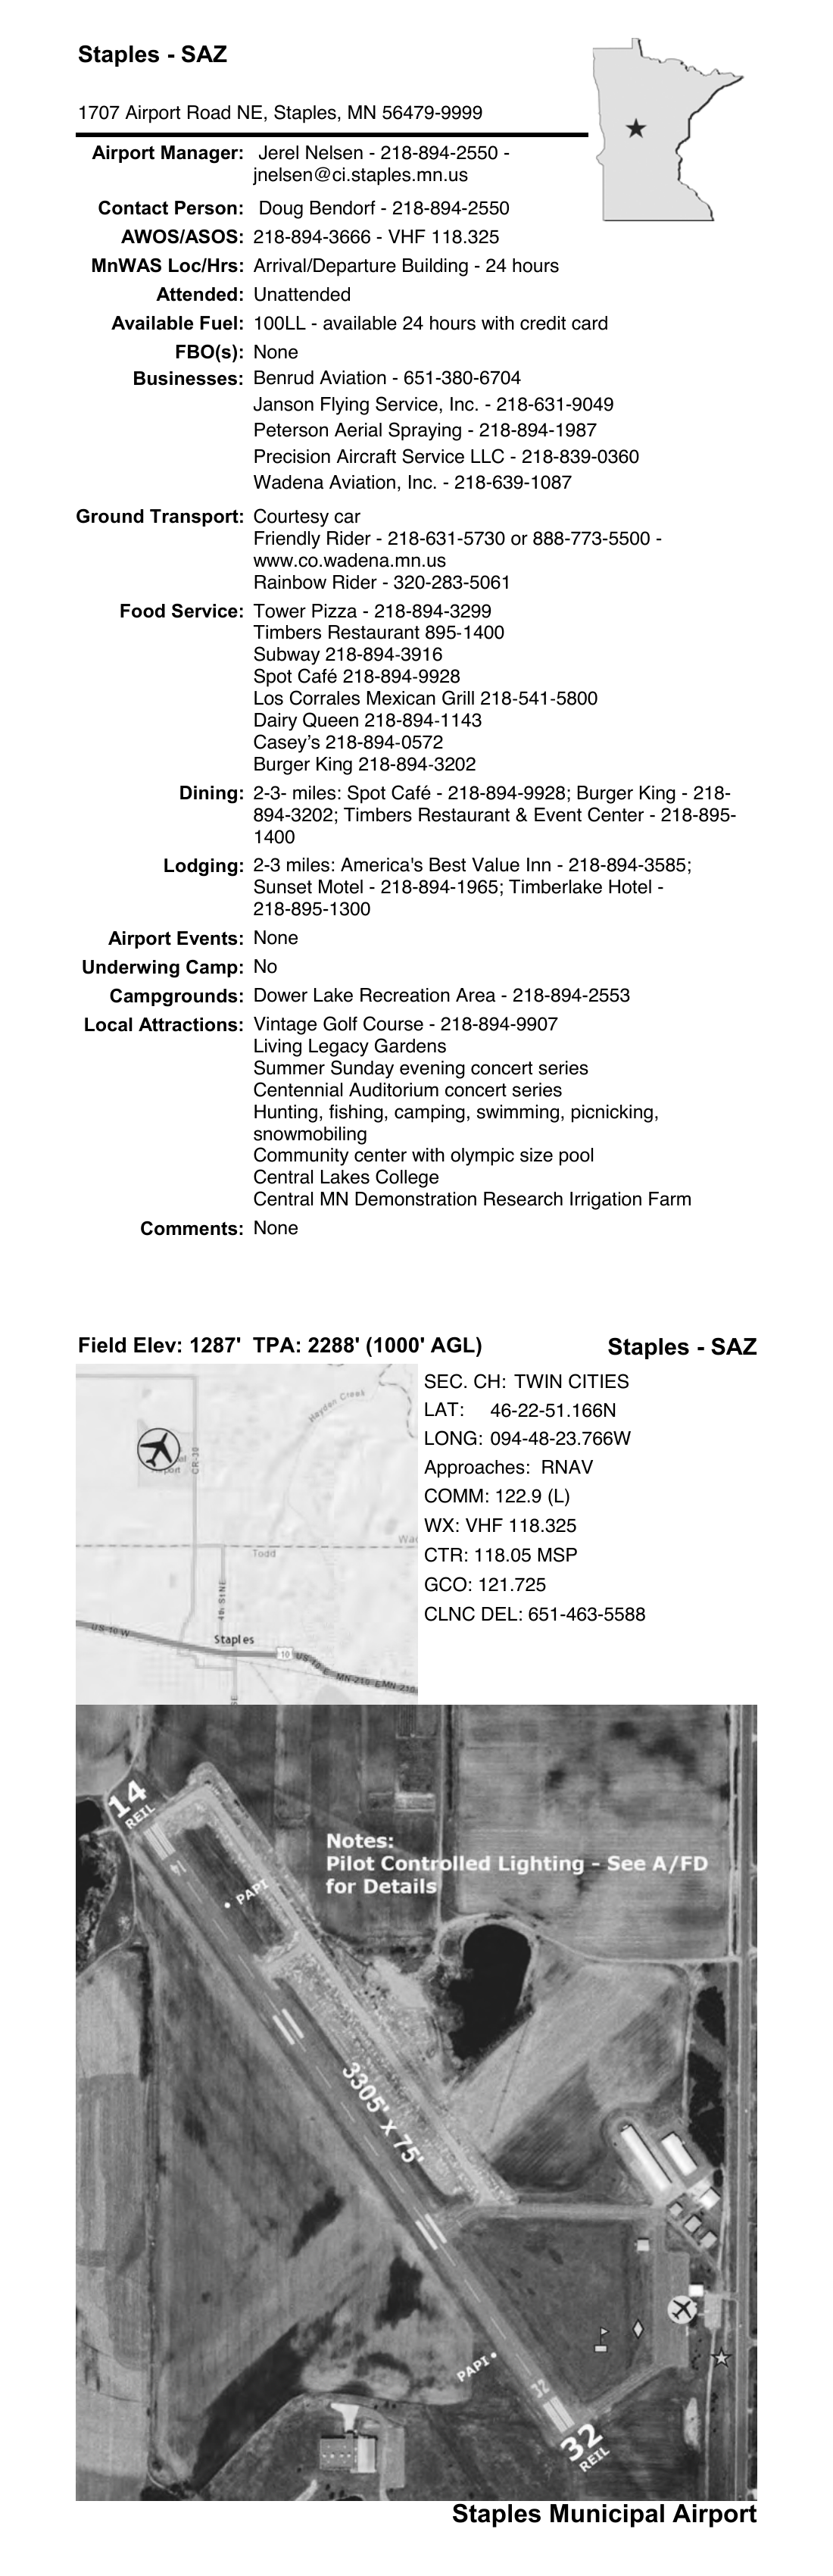 Staples - SAZ
1707 Airport Road NE, Staples, MN 56479-9999
Airport Manager: Jerel Nelsen - 218-894-2550 -
jnelsen@ci.staples.mn.us
Contact Person: Doug Bendorf - 218-894-2550
AWOS/ASOS: 218-894-3666 - VHF 118.325
MnWAS Loc/Hrs: Arrival/Departure Building - 24 hours
Attended: Unattended
Available Fuel: 100LL - available 24 hours with credit card
FBO(s): None
Businesses: Benrud Aviation - 651-380-6704
Janson Flying Service, Inc. - 218-631-9049
Peterson Aerial Spraying - 218-894-1987
Precision Aircraft Service LLC - 218-839-0360
Wadena Aviation, Inc. - 218-639-1087
Ground Transport: Courtesy car
Friendly Rider - 218-631-5730 or 888-773-5500 -
www.co.wadena.mn.us
Rainbow Rider - 320-283-5061
Food Service: Tower Pizza - 218-894-3299
Timbers Restaurant 895-1400
Subway 218-894-3916
Spot Café 218-894-9928
Los Corrales Mexican Grill 218-541-5800
Dairy Queen 218-894-1143
Casey's 218-894-0572
Burger King 218-894-3202
Dining: 2-3- miles: Spot Café - 218-894-9928; Burger King - 218-
894-3202; Timbers Restaurant & Event Center - 218-895-
1400
Lodging: 2-3 miles: America's Best Value Inn - 218-894-3585;
Sunset Motel - 218-894-1965; Timberlake Hotel -
218-895-1300
Airport Events: None
Underwing Camp: No
Campgrounds: Dower Lake Recreation Area - 218-894-2553
Local Attractions: Vintage Golf Course - 218-894-9907
Living Legacy Gardens
Summer Sunday evening concert series
Centennial Auditorium concert series
Hunting, fishing, camping, swimming, picnicking,
snowmobiling
Community center with olympic size pool
Central Lakes College
Central MN Demonstration Research Irrigation Farm
Comments: None
Field Elev: 1287' TPA: 2288' (1000' AGL) Staples - SAZ
SEC. CH: TWIN CITIES
LAT: 46-22-51.166N
LONG: 094-48-23.766W
Approaches: RNAV
COMM: 122.9 (L)
WX: VHF 118.325
CTR: 118.05 MSP
GCO: 121.725
CLNC DEL: 651-463-5588
Hayden Creek
CR-30
Todd
4th St NE
Staples
US-10 W
10
US-10 E
MN-210 E
MN-210
14
REIL
14
PAPI
Notes:
Pilot Controlled Lighting - See A/FD
for Details
3305' x 75'
PAPI
32
32
REIL
Staples Municipal Airport